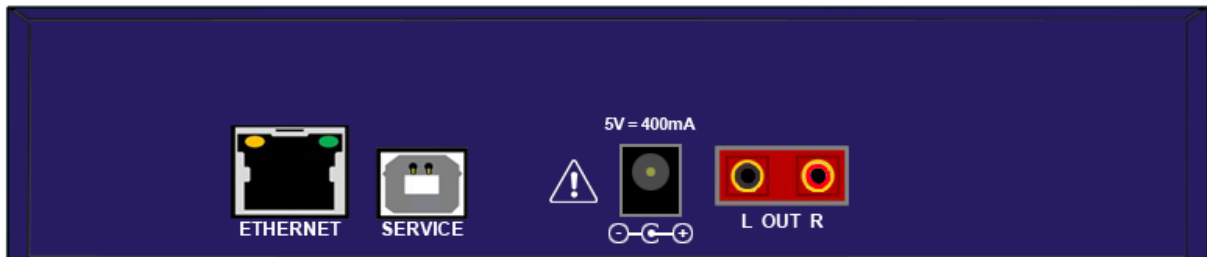 5V = 400mA
ETHERNET
SERVICE
L OUT R